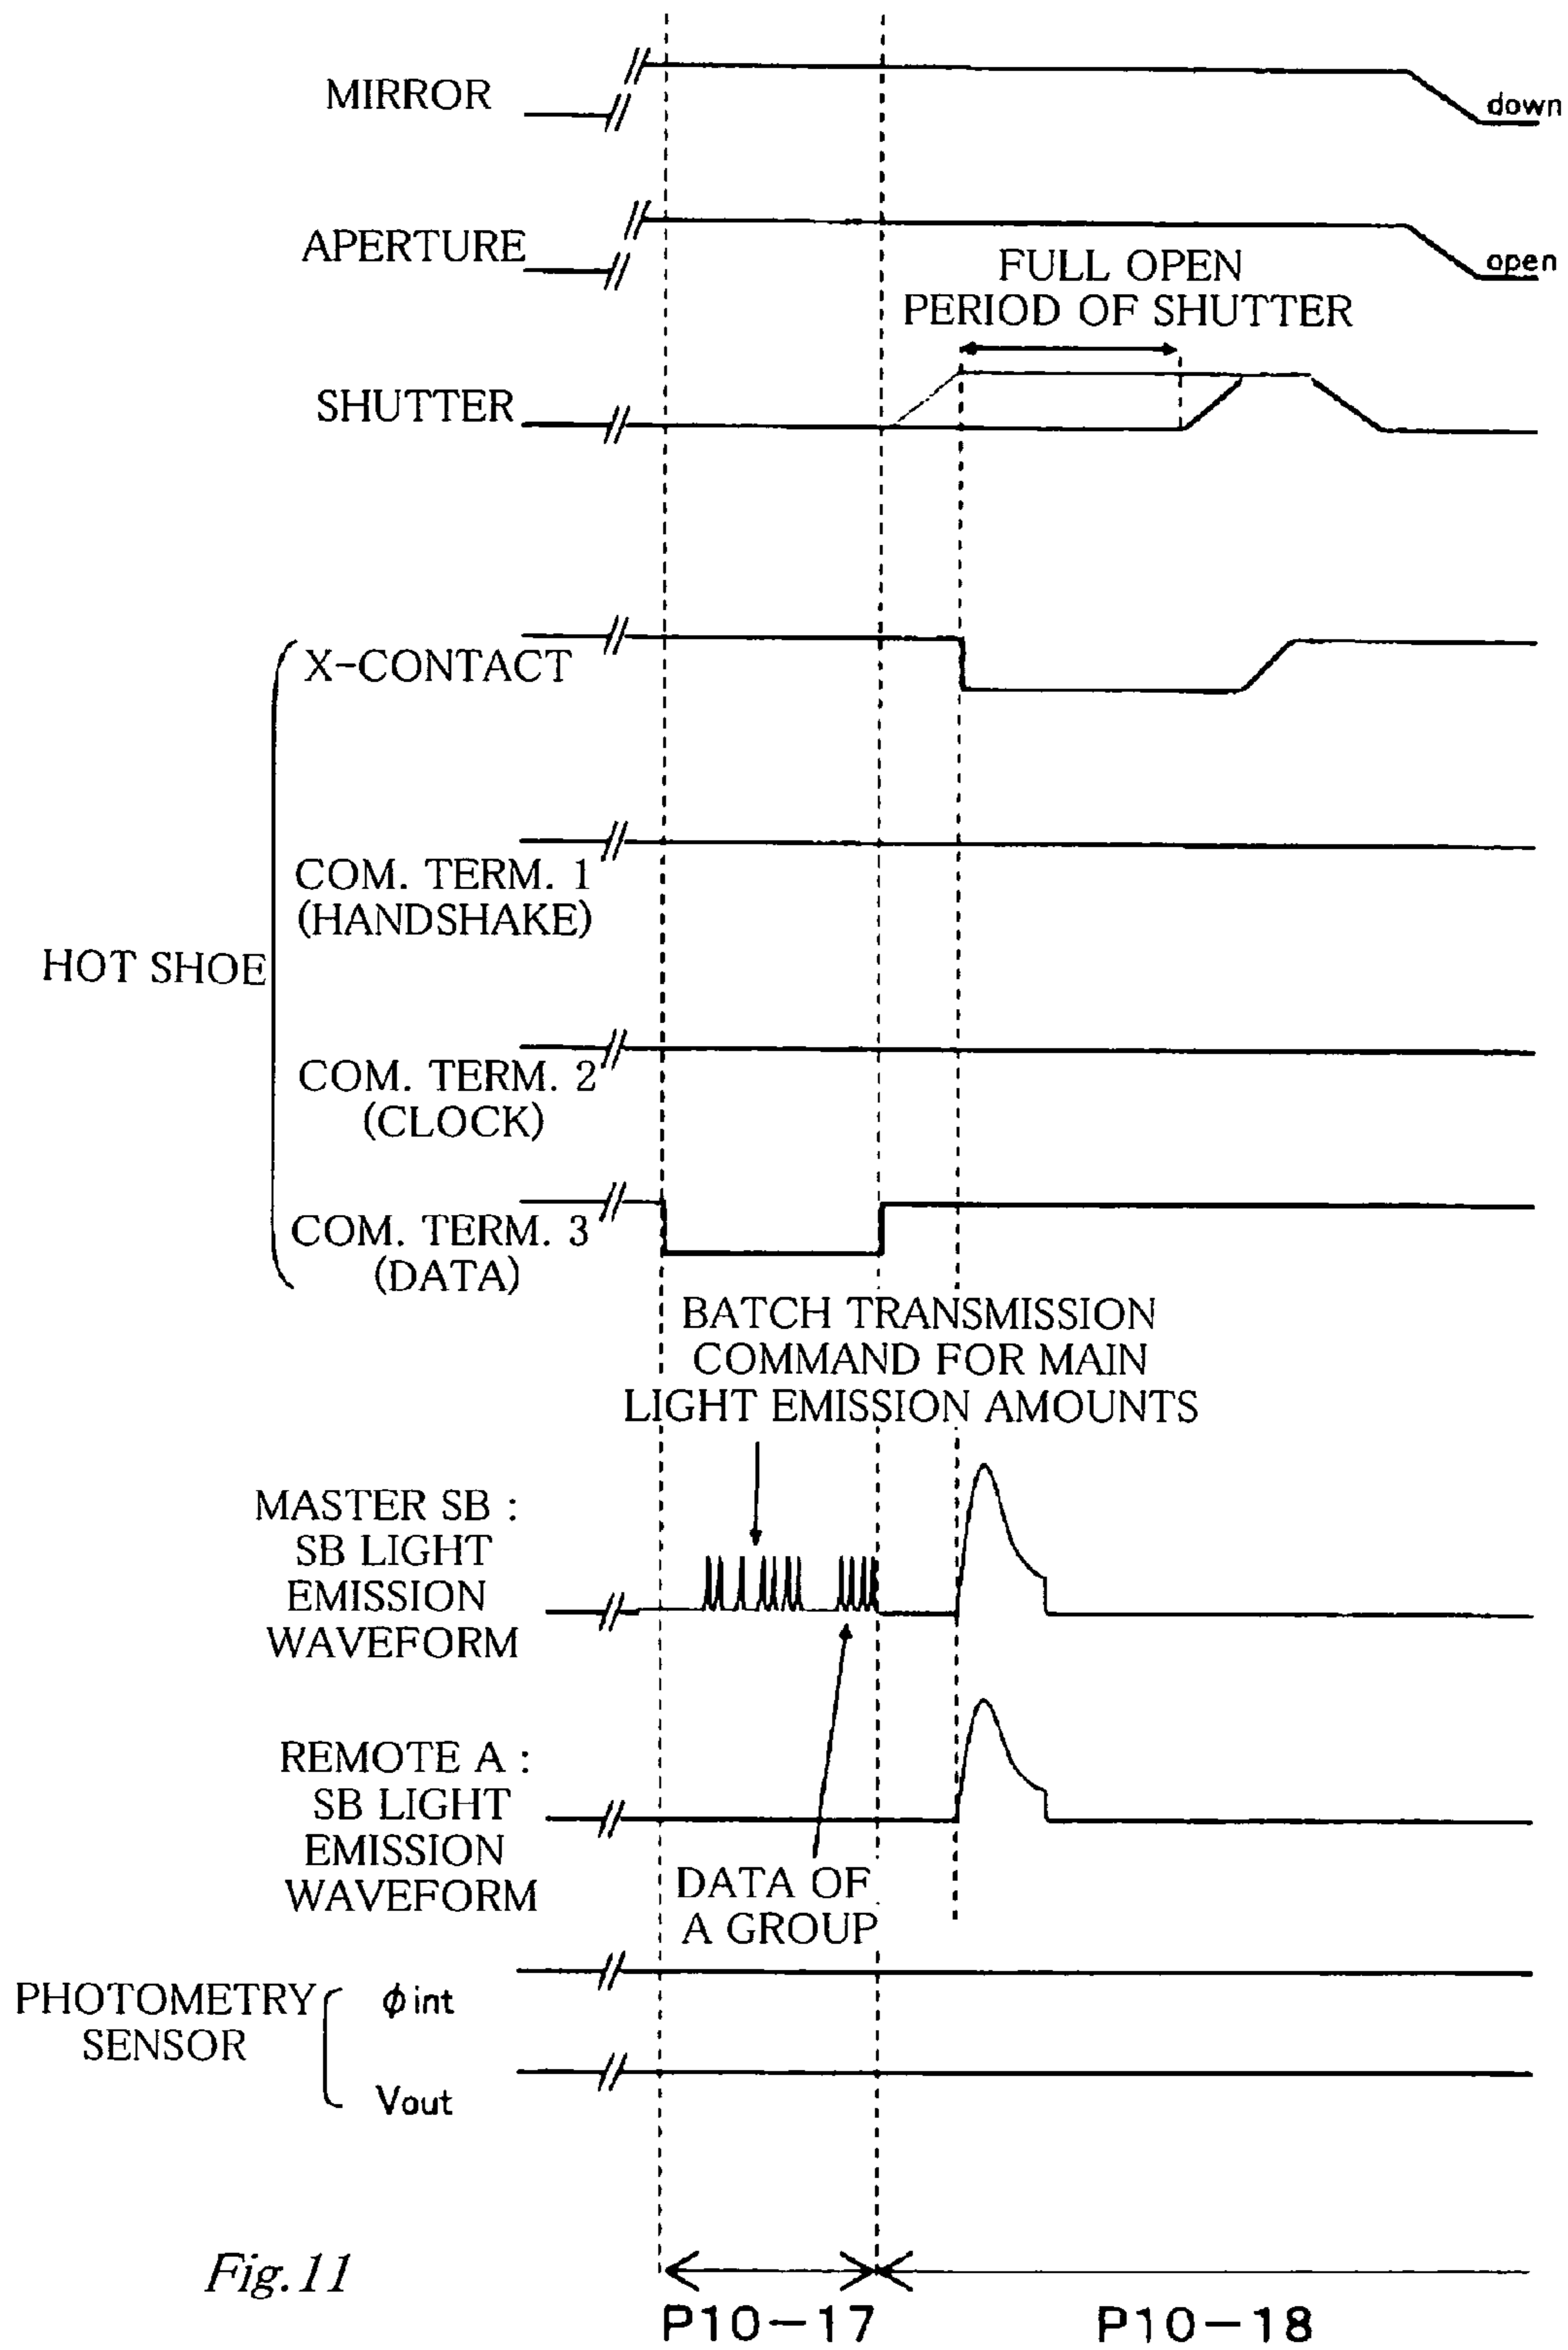 MIRROR
down
APERTURE
open
FULL OPEN
PERIOD OF SHUTTER
SHUTTER
X-CONTACT
COM. TERM. 1
(HANDSHAKE)
HOT SHOE
COM. TERM. 2
(CLOCK)
COM. TERM. 3
(DATA)
BATCH TRANSMISSION
COMMAND FOR MAIN
LIGHT EMISSION AMOUNTS
MASTER SB :
SB LIGHT
EMISSION
WAVEFORM
REMOTE A :
SB LIGHT
EMISSION
WAVEFORM
DATA OF
A GROUP
PHOTOMETRY
SENSOR
ϕint
Vout
Fig.11
P10-17
P10-18